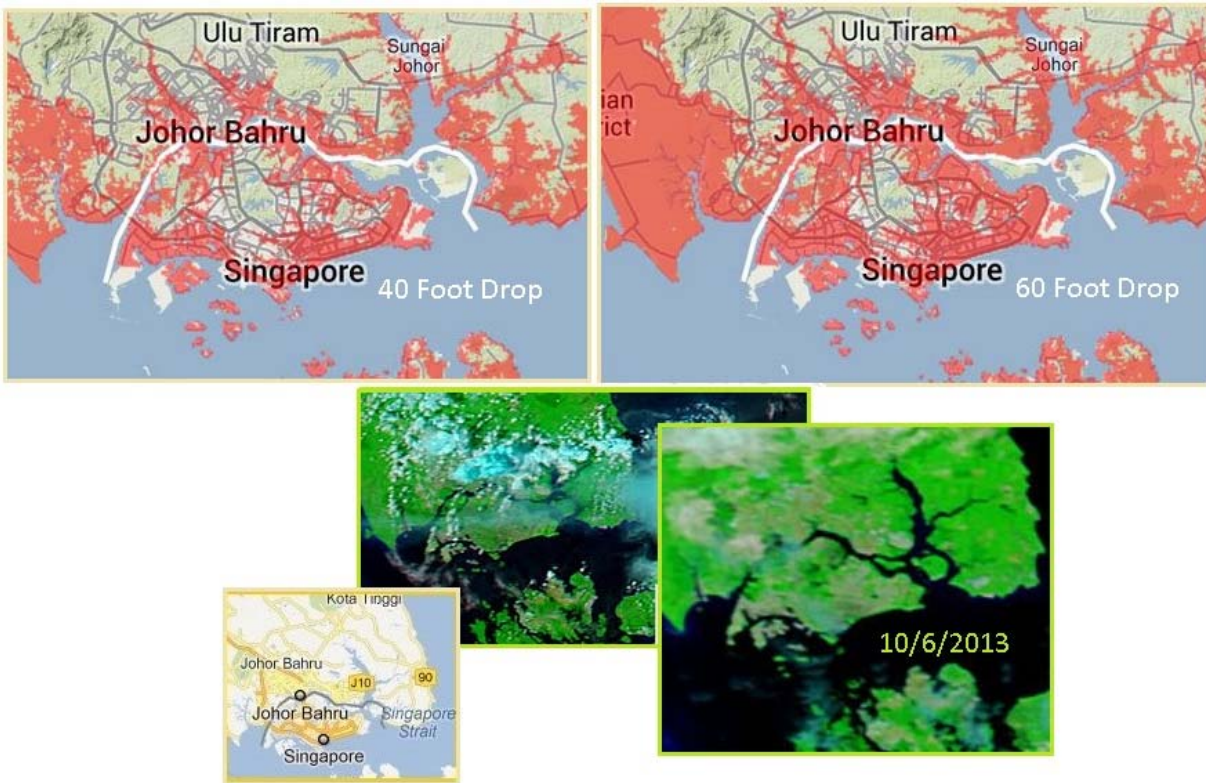 Ulu Tiram
Sungai
Johor
Johor Bahru
Singapore
40 Foot Drop
Ulu Tiram
Sungai
Johor
ian
rict
Johor Bahru
Singapore
60 Foot Drop
10/6/2013
Kota Tinggi
Johor Bahru
J10
90
Johor Bahru
Singapore
Strait
Singapore